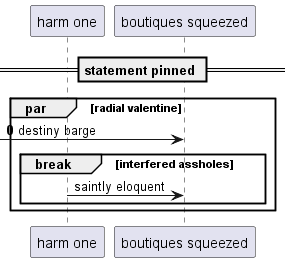 harm one
boutiques squeezed
statement pinned
par [radial valentine]
destiny barge
break [interfered assholes]
saintly eloquent
harm one
boutiques squeezed